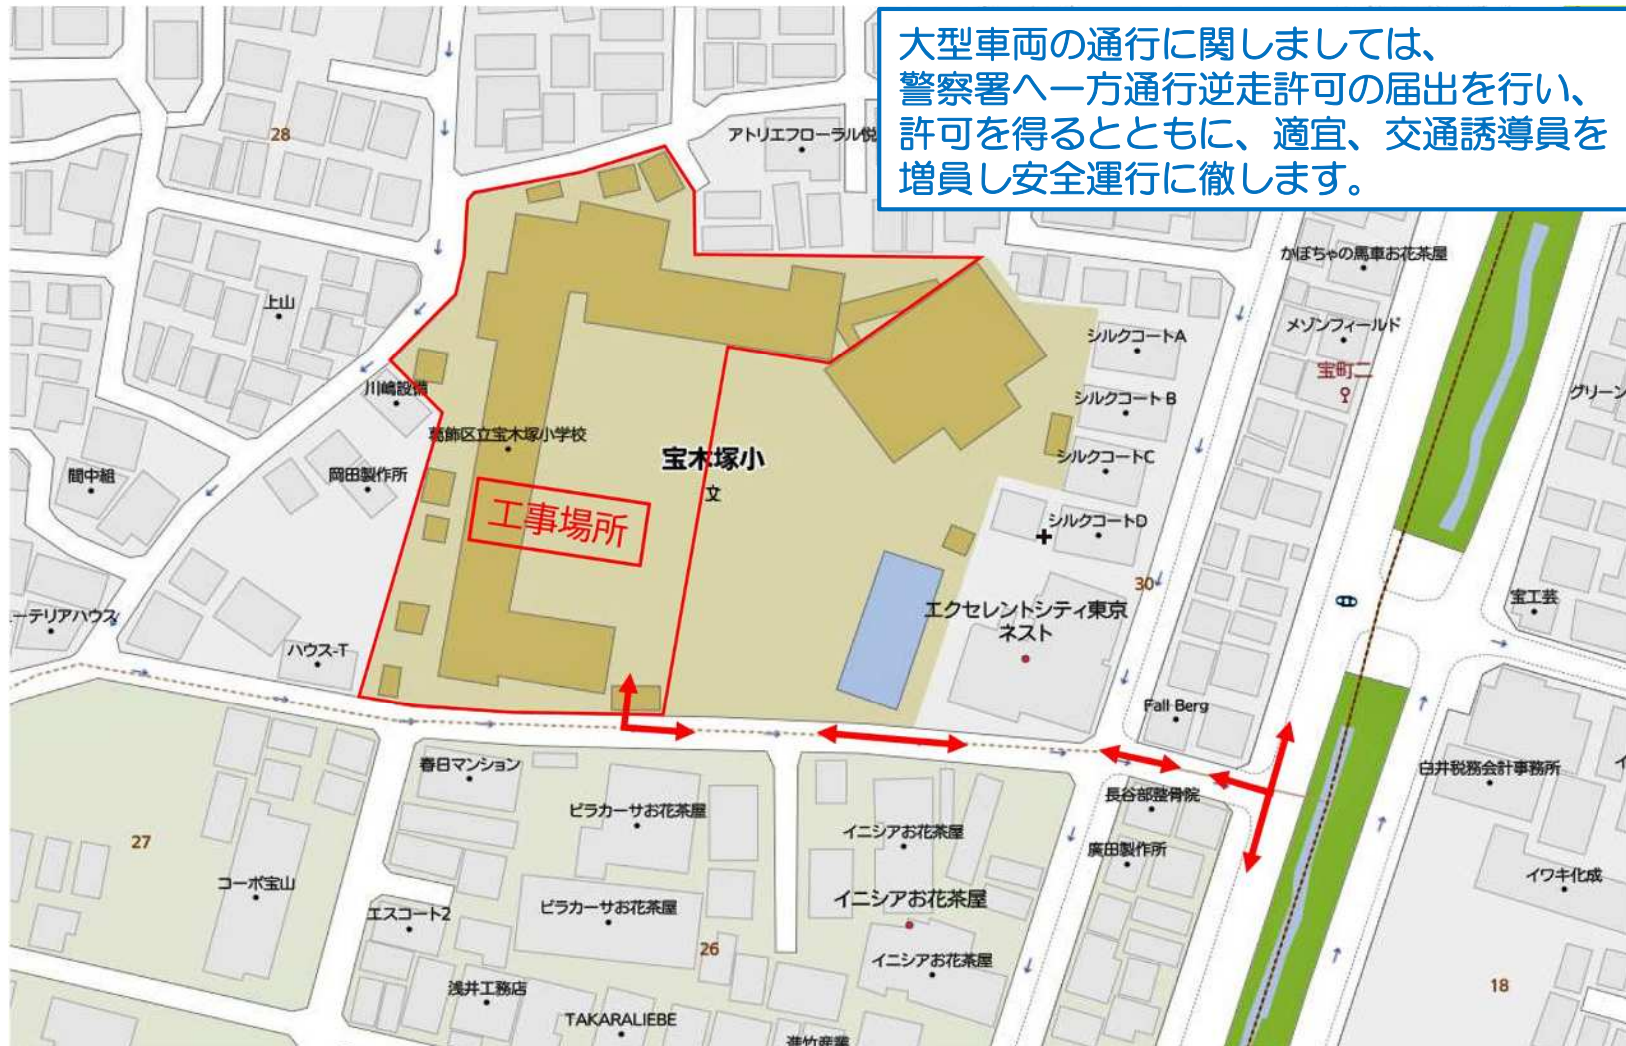 大型車両の通行に関しましては、
警察署へ一方通行逆走許可の届出を行い、
許可を得るとともに、適宜、交通誘導員を
増員し安全運行に徹します。
28
アトリエフローラル悦
かぼちゃの馬車お花茶屋
上山
メゾンフィールド
シルクコートA
宝町二
川嶋設備
シルクコートB
グリーン
葛飾区立宝木塚小学校
宝木塚小
文
シルクコートC
間中組
岡田製作所
工事場所
シルクコートD
30
宝工芸
エクセレントシティ東京
ネスト
ーテリアハウス
ハウス-T
Fall Berg
春日マンション
白井税務会計事務所
イ
長谷部整骨院
ビラカーサお花茶屋
イニシアお花茶屋
27
廣田製作所
イワキ化成
コーポ宝山
イニシアお花茶屋
エスコート2
ビラカーサお花茶屋
26
イニシアお花茶屋
浅井工務店
18
TAKARALIEBE
進竹産業